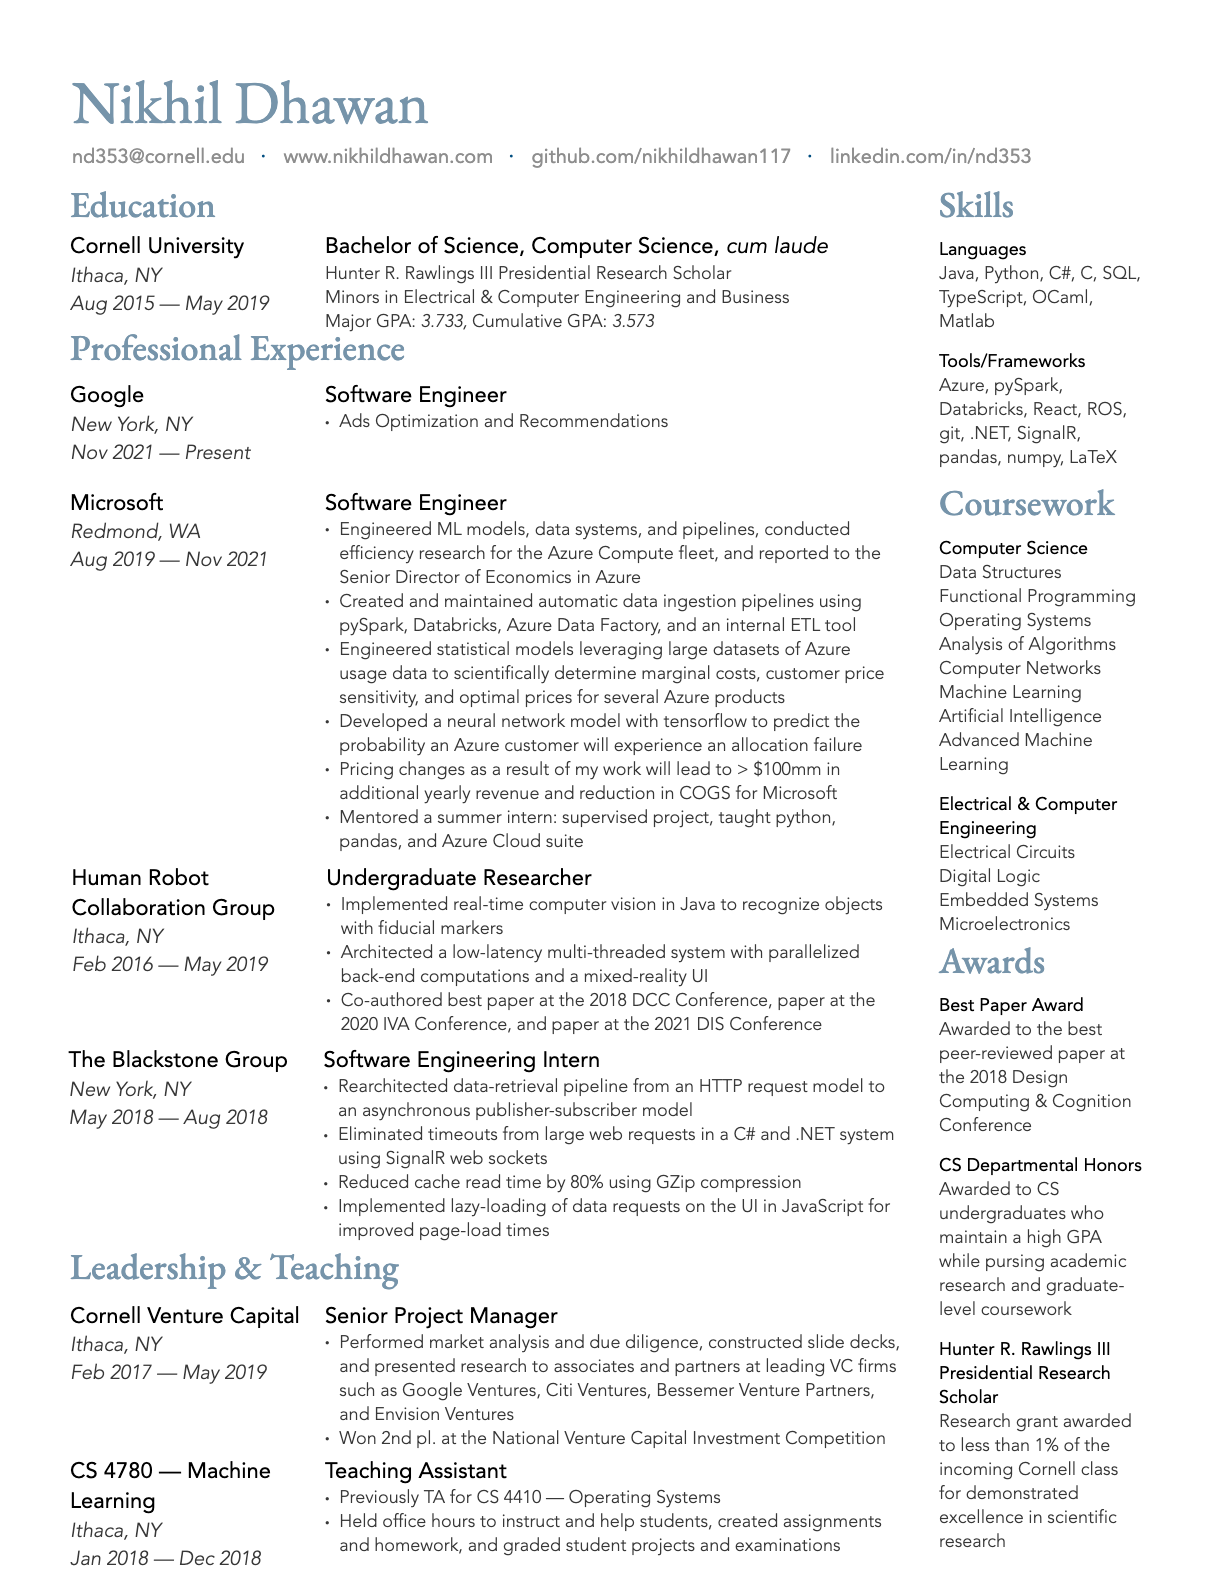 Nikhil Dhawan
nd353@cornell.edu · www.nikhildhawan.com · github.com/nikhildhawan117 · linkedin.com/in/nd353
Education
Cornell University
Ithaca, NY
Aug 2015 — May 2019
Bachelor of Science, Computer Science, cum laude
Hunter R. Rawlings III Presidential Research Scholar
Minors in Electrical & Computer Engineering and Business
Major GPA: 3.733, Cumulative GPA: 3.573
Professional Experience
Google
New York, NY
Nov 2021 — Present
Software Engineer
• Ads Optimization and Recommendations
Microsoft
Redmond, WA
Aug 2019 — Nov 2021
Software Engineer
• Engineered ML models, data systems, and pipelines, conducted
efficiency research for the Azure Compute fleet, and reported to the
Senior Director of Economics in Azure
• Created and maintained automatic data ingestion pipelines using
pySpark, Databricks, Azure Data Factory, and an internal ETL tool
• Engineered statistical models leveraging large datasets of Azure
usage data to scientifically determine marginal costs, customer price
sensitivity, and optimal prices for several Azure products
• Developed a neural network model with tensorflow to predict the
probability an Azure customer will experience an allocation failure
• Pricing changes as a result of my work will lead to > $100mm in
additional yearly revenue and reduction in COGS for Microsoft
• Mentored a summer intern: supervised project, taught python,
pandas, and Azure Cloud suite
Human Robot
Collaboration Group
Ithaca, NY
Feb 2016 — May 2019
Undergraduate Researcher
• Implemented real-time computer vision in Java to recognize objects
with fiducial markers
• Architected a low-latency multi-threaded system with parallelized
back-end computations and a mixed-reality UI
• Co-authored best paper at the 2018 DCC Conference, paper at the
2020 IVA Conference, and paper at the 2021 DIS Conference
The Blackstone Group
New York, NY
May 2018 — Aug 2018
Software Engineering Intern
• Rearchitected data-retrieval pipeline from an HTTP request model to
an asynchronous publisher-subscriber model
• Eliminated timeouts from large web requests in a C# and .NET system
using SignalR web sockets
• Reduced cache read time by 80% using GZip compression
• Implemented lazy-loading of data requests on the UI in JavaScript for
improved page-load times
Leadership & Teaching
Cornell Venture Capital
Ithaca, NY
Feb 2017 — May 2019
Senior Project Manager
• Performed market analysis and due diligence, constructed slide decks,
and presented research to associates and partners at leading VC firms
such as Google Ventures, Citi Ventures, Bessemer Venture Partners,
and Envision Ventures
• Won 2nd pl. at the National Venture Capital Investment Competition
CS 4780 — Machine
Learning
Ithaca, NY
Jan 2018 — Dec 2018
Teaching Assistant
• Previously TA for CS 4410 — Operating Systems
• Held office hours to instruct and help students, created assignments
and homework, and graded student projects and examinations
Skills
Languages
Java, Python, C#, C, SQL,
TypeScript, OCaml,
Matlab
Tools/Frameworks
Azure, pySpark,
Databricks, React, ROS,
git, .NET, SignalR,
pandas, numpy, LaTeX
Coursework
Computer Science
Data Structures
Functional Programming
Operating Systems
Analysis of Algorithms
Computer Networks
Machine Learning
Artificial Intelligence
Advanced Machine
Learning
Electrical & Computer
Engineering
Electrical Circuits
Digital Logic
Embedded Systems
Microelectronics
Awards
Best Paper Award
Awarded to the best
peer-reviewed paper at
the 2018 Design
Computing & Cognition
Conference
CS Departmental Honors
Awarded to CS
undergraduates who
maintain a high GPA
while pursing academic
research and graduate-
level coursework
Hunter R. Rawlings III
Presidential Research
Scholar
Research grant awarded
to less than 1% of the
incoming Cornell class
for demonstrated
excellence in scientific
research